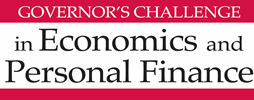 GOVERNOR'S CHALLENGE
in Economics and
Personal Finance